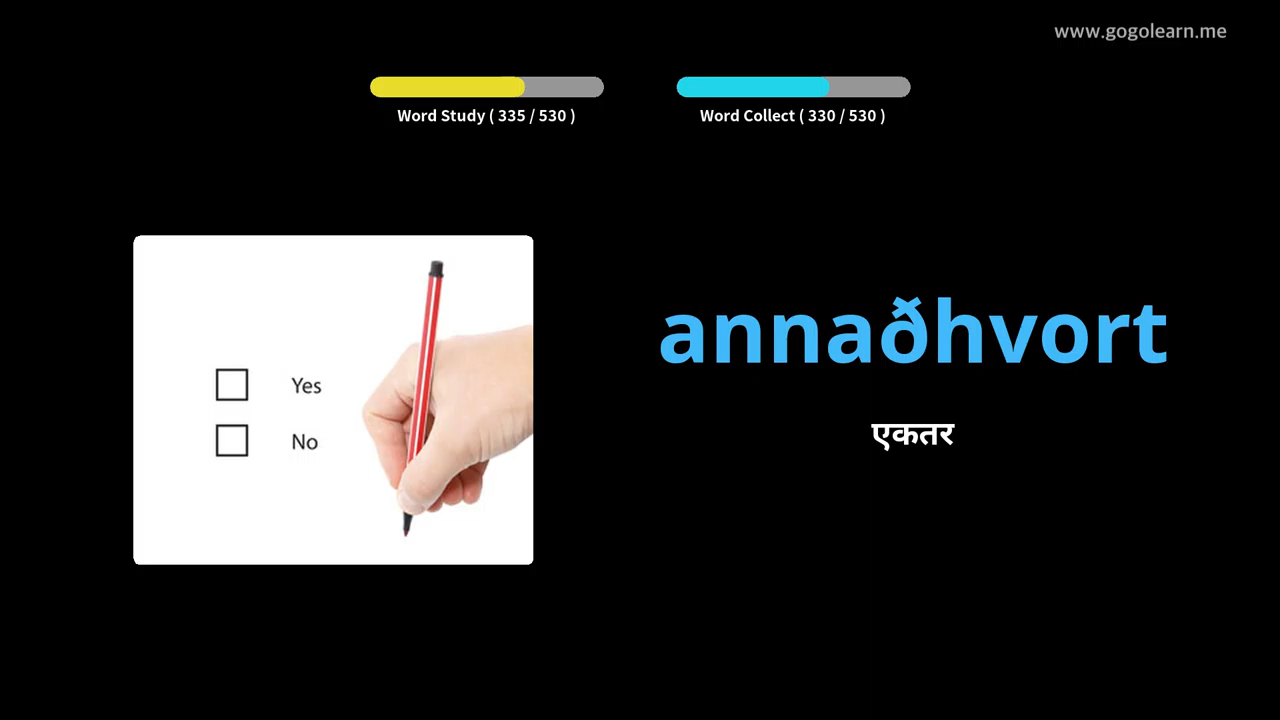 www.gogolearn.me
Word Study ( 335 / 530 )
Word Collect ( 330 / 530 )
Yes
No
annaðhvort
एकतर